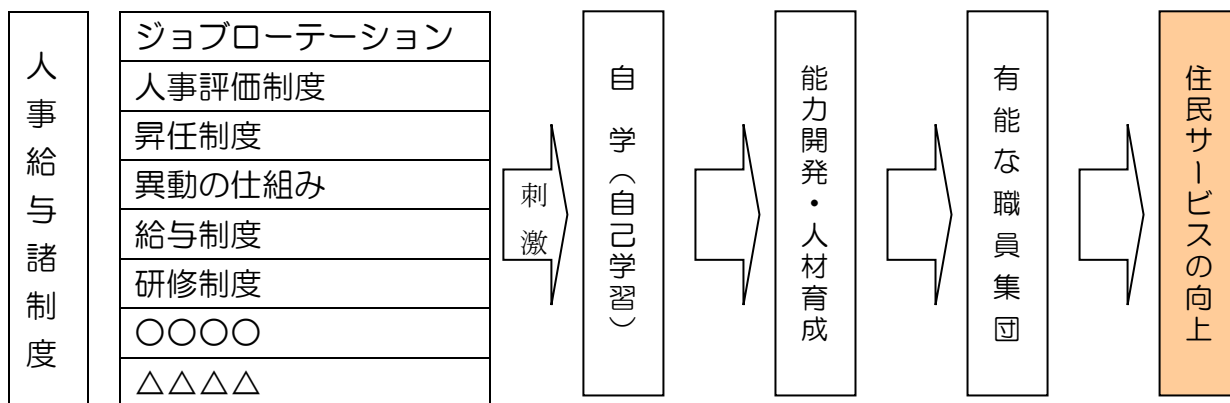 人事給与諸制度
ジョブローテーション
人事評価制度
昇任制度
異動の仕組み
給与制度
研修制度
○○○○
△△△△
刺激
自学(自己学習)
能力開発・人材育成
有能な職員集団
住民サービスの向上